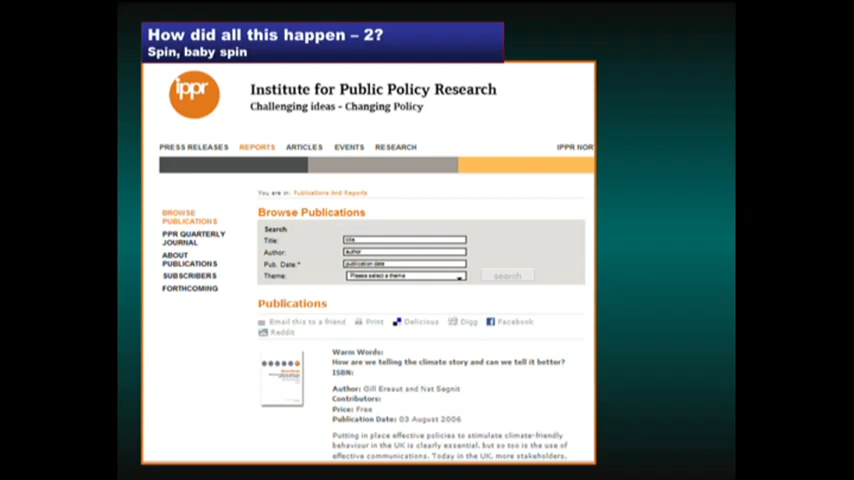 How did all this happen – 2?
Spin, baby spin
ippr
Institute for Public Policy Research
Challenging ideas - Changing Policy
PRESS RELEASES REPORTS ARTICLES EVENTS RESEARCH IPPR NOR
You are in: Publications And Reports
BROWSE
PUBLICATIONS
PPR QUARTERLY
JOURNAL
ABOUT
PUBLICATIONS
SUBSCRIBERS
FORTHCOMING
Browse Publications
Search
Title: title
Author: author
Pub. Date:* publication date
Theme: Please select a theme
search
Publications
Email this to a friend Print Delicious Digg Facebook
Reddit
Warm Words:
How are we telling the climate story and can we tell it better?
ISBN:
Author: Gill Ereaut and Nat Segnit
Contributors:
Price: Free
Publication Date: 03 August 2006
Putting in place effective policies to stimulate climate-friendly
behaviour in the UK is clearly essential, but so too is the use of
effective communications. Today in the UK, more stakeholders,